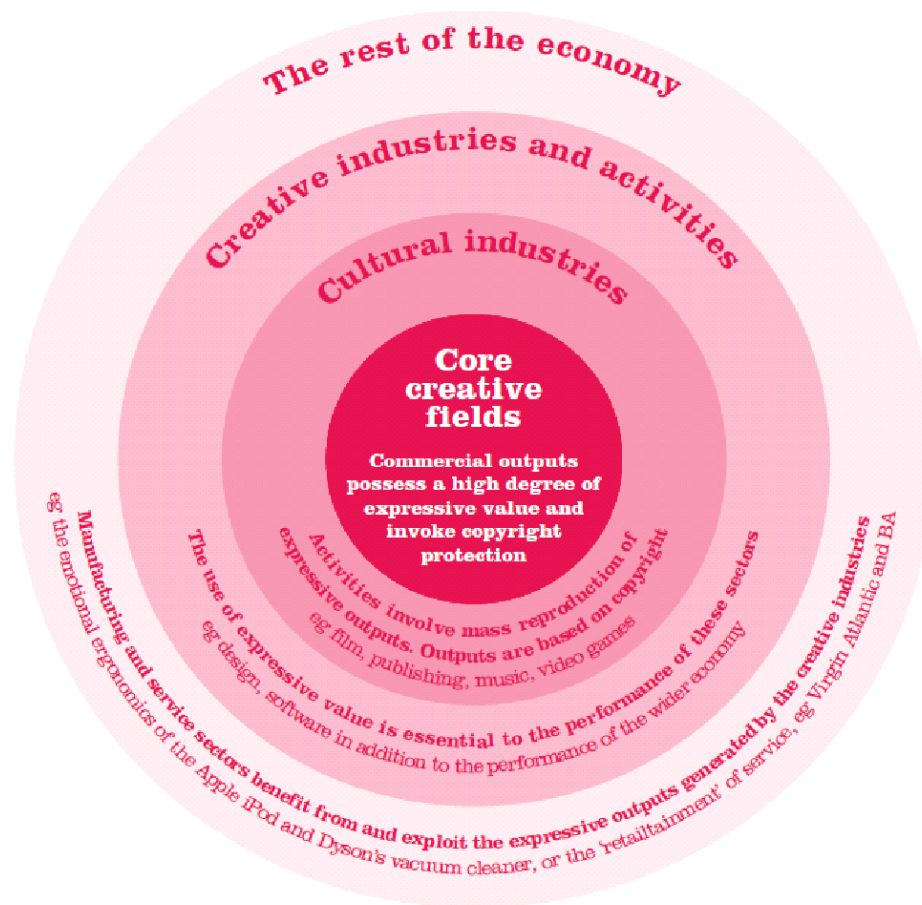 The rest of the economy
Creative industries and activities
Cultural industries
Core
creative
fields
Commercial outputs
possess a high degree of
expressive value and
invoke copyright
protection
Activities involve mass reproduction of
expressive outputs. Outputs are based on copyright
eg film, publishing, music, video games
The use of expressive value is essential to the performance of these sectors
eg design, software in addition to the performance of the wider economy
Manufacturing and service sectors benefit from and exploit the expressive outputs generated by the creative industries
eg the emotional ergonomics of the Apple iPod and Dyson's vacuum cleaner, or the 'retailtainment' of service, eg Virgin Atlantic and BA